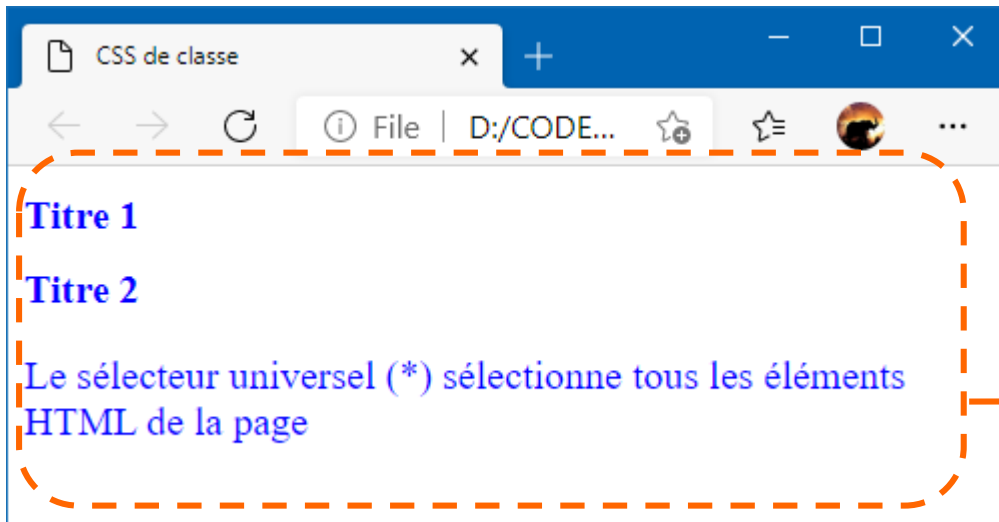 CSS de classe
File | D:/CODE...
Titre 1
Titre 2
Le sélecteur universel (*) sélectionne tous les éléments
HTML de la page